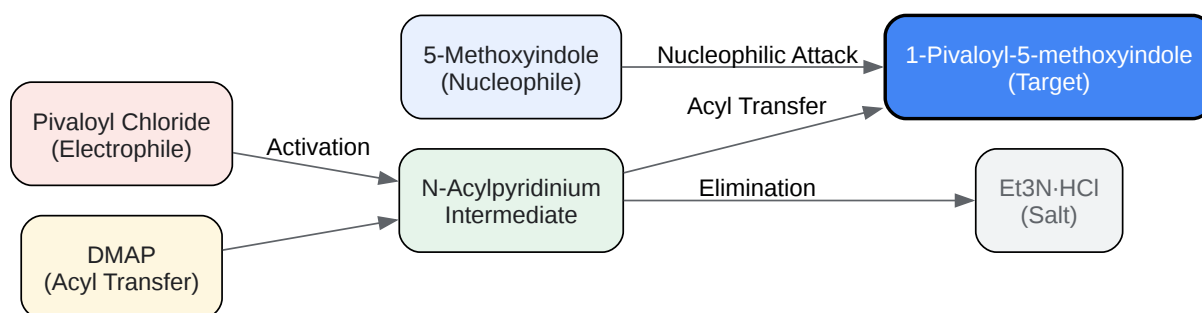 5-Methoxyindole
(Nucleophile)
Nucleophilic Attack
1-Pivaloyl-5-methoxyindole
(Target)
Pivaloyl Chloride
(Electrophile)
Activation
Acyl Transfer
N-Acylpyridinium
Intermediate
Elimination
Et3N·HCl
(Salt)
DMAP
(Acyl Transfer)